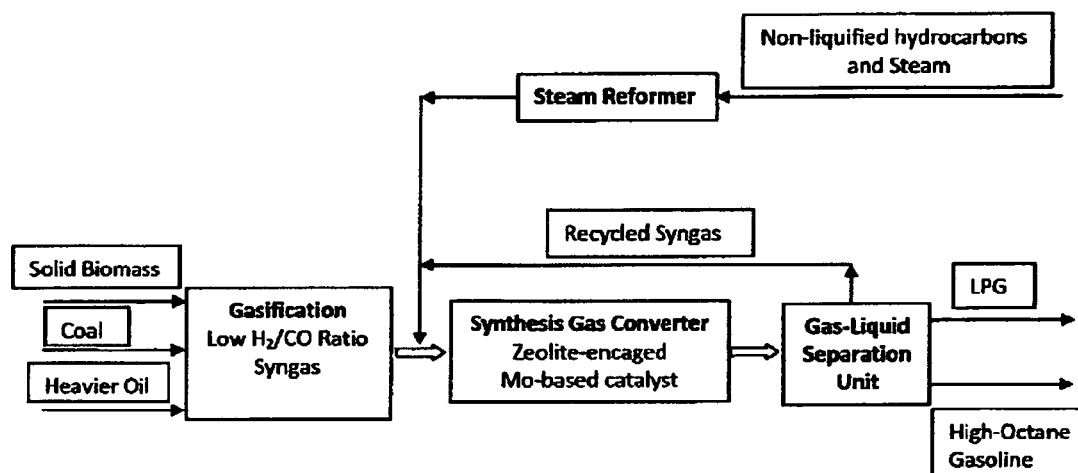 Non-liquified hydrocarbons
and Steam
Steam Reformer
Recycled Syngas
Solid Biomass
Coal
Heavier Oil
Gasification
Low H₂/CO Ratio
Syngas
Synthesis Gas Converter
Zeolite-encaged
Mo-based catalyst
Gas-Liquid
Separation
Unit
LPG
High-Octane
Gasoline